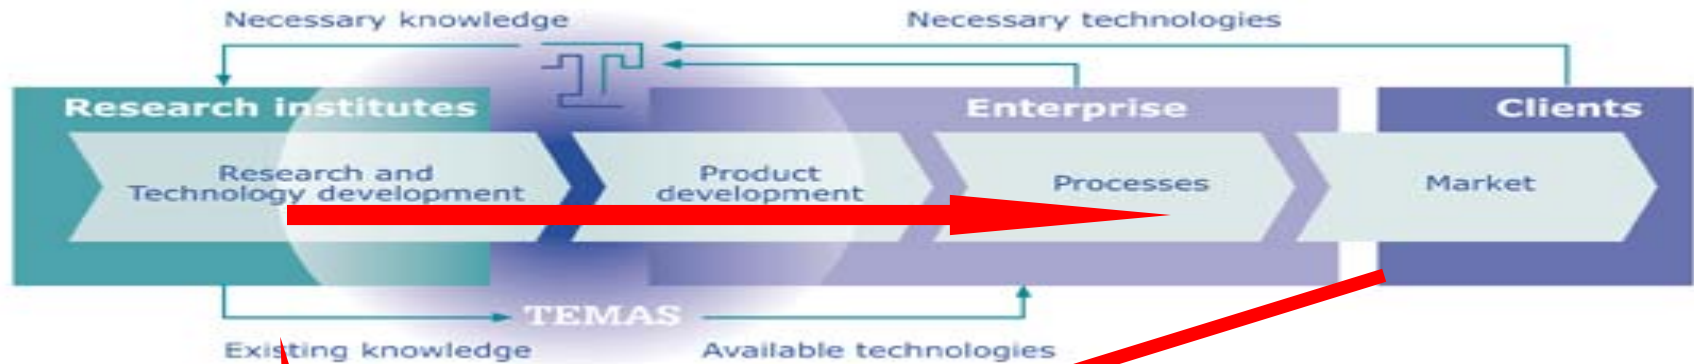 Necessary knowledge
Necessary technologies
Research institutes
Enterprise
Clients
Research and
Technology development
Product
development
Processes
Market
TEMAS
Existing knowledge
Available technologies